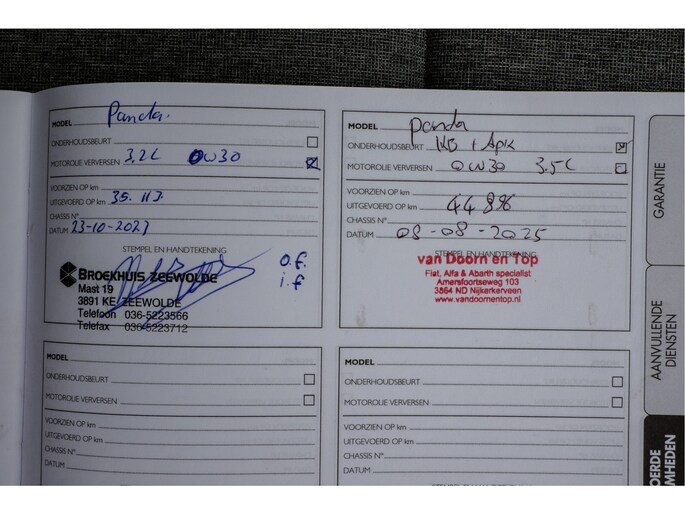 MODEL Panda.
ONDERHOUDSBEURT
MOTOROLIE VERVERSEN 3,2L 0W30
VOORZIEN OP km
UITGEVOERD OP km 35.
CHASSIS N°
DATUM 23-10-202
STEMPEL EN HANDTEKENING
BROEKHUIS ZEEWOLDE
Mast 19
3891 KE ZEEWOLDE
Telefoon 036-5223566
Telefax 036-5223712
o.f.
i.f
MODEL Panda
ONDERHOUDSBEURT KB + Apk
MOTOROLIE VERVERSEN 0W30 3.5L
VOORZIEN OP km
UITGEVOERD OP km 44896
CHASSIS N°
DATUM 08-08-2025
STEMPEL EN HANDTEKENING
van Doorn en Top
Fiat, Alfa & Abarth specialist
Amersfoortseweg 103
3864 ND Nijkerkerveen
www.vandoornentop.nl
MODEL
ONDERHOUDSBEURT
MOTOROLIE VERVERSEN
VOORZIEN OP km
UITGEVOERD OP km
CHASSIS N°
DATUM
MODEL
ONDERHOUDSBEURT
MOTOROLIE VERVERSEN
VOORZIEN OP km
UITGEVOERD OP km
CHASSIS N°
DATUM
GARANTIE
AANVULLENDE
DIENSTEN
OERDE
MHEDEN